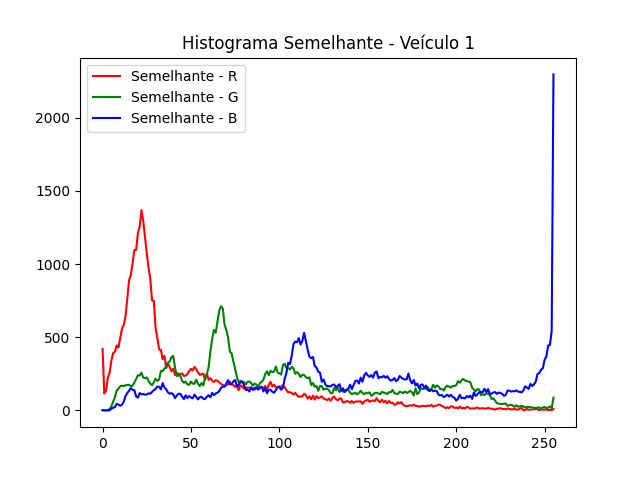 Histograma Semelhante - Veículo 1
Semelhante - R
Semelhante - G
Semelhante - B
2000
1500
1000
500
0
0 50 100 150 200 250